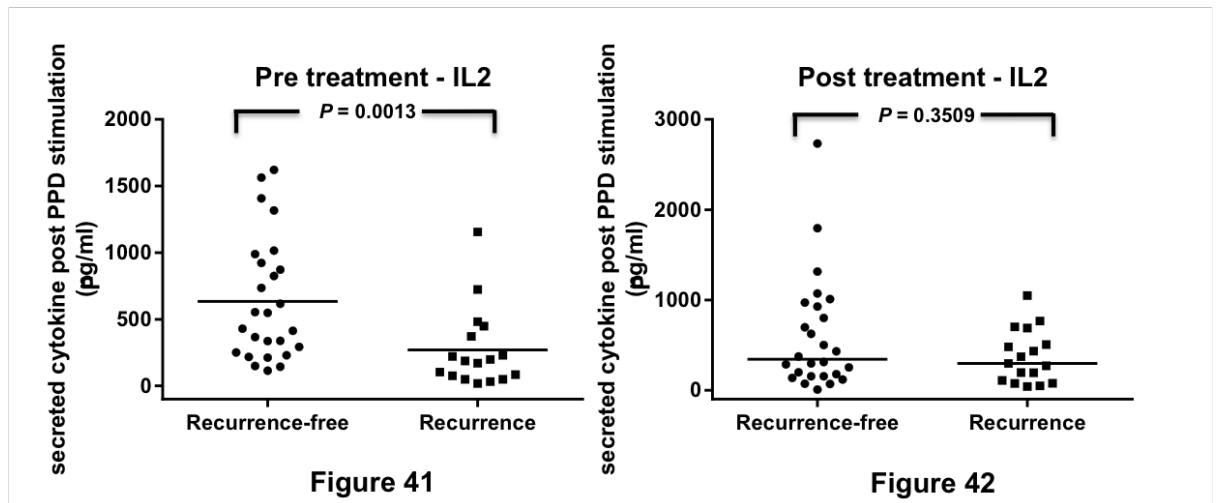 secreted cytokine post PPD stimulation
(pg/ml)
Pre treatment - IL2
P = 0.0013
2000
1500
1000
500
0
Recurrence-free
Recurrence
Figure 41
secreted cytokine post PPD stimulation
(pg/ml)
Post treatment - IL2
P = 0.3509
3000
2000
1000
0
Recurrence-free
Recurrence
Figure 42